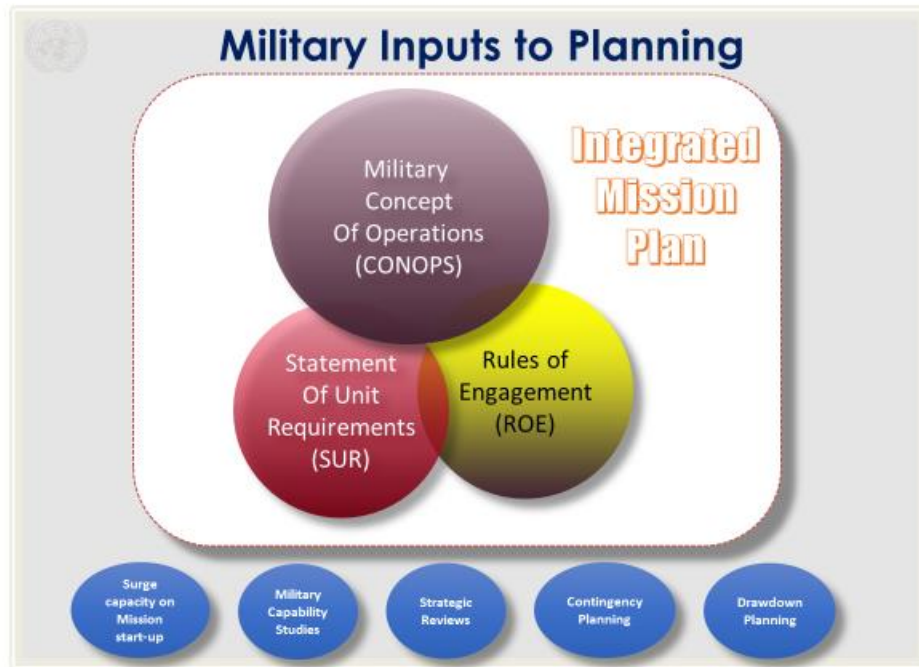 Military Inputs to Planning
Integrated
Mission
Plan
Military
Concept
Of Operations
(CONOPS)
Statement
Of Unit
Requirements
(SUR)
Rules of
Engagement
(ROE)
Surge
capacity on
Mission
start-up
Military
Capability
Studies
Strategic
Reviews
Contingency
Planning
Drawdown
Planning